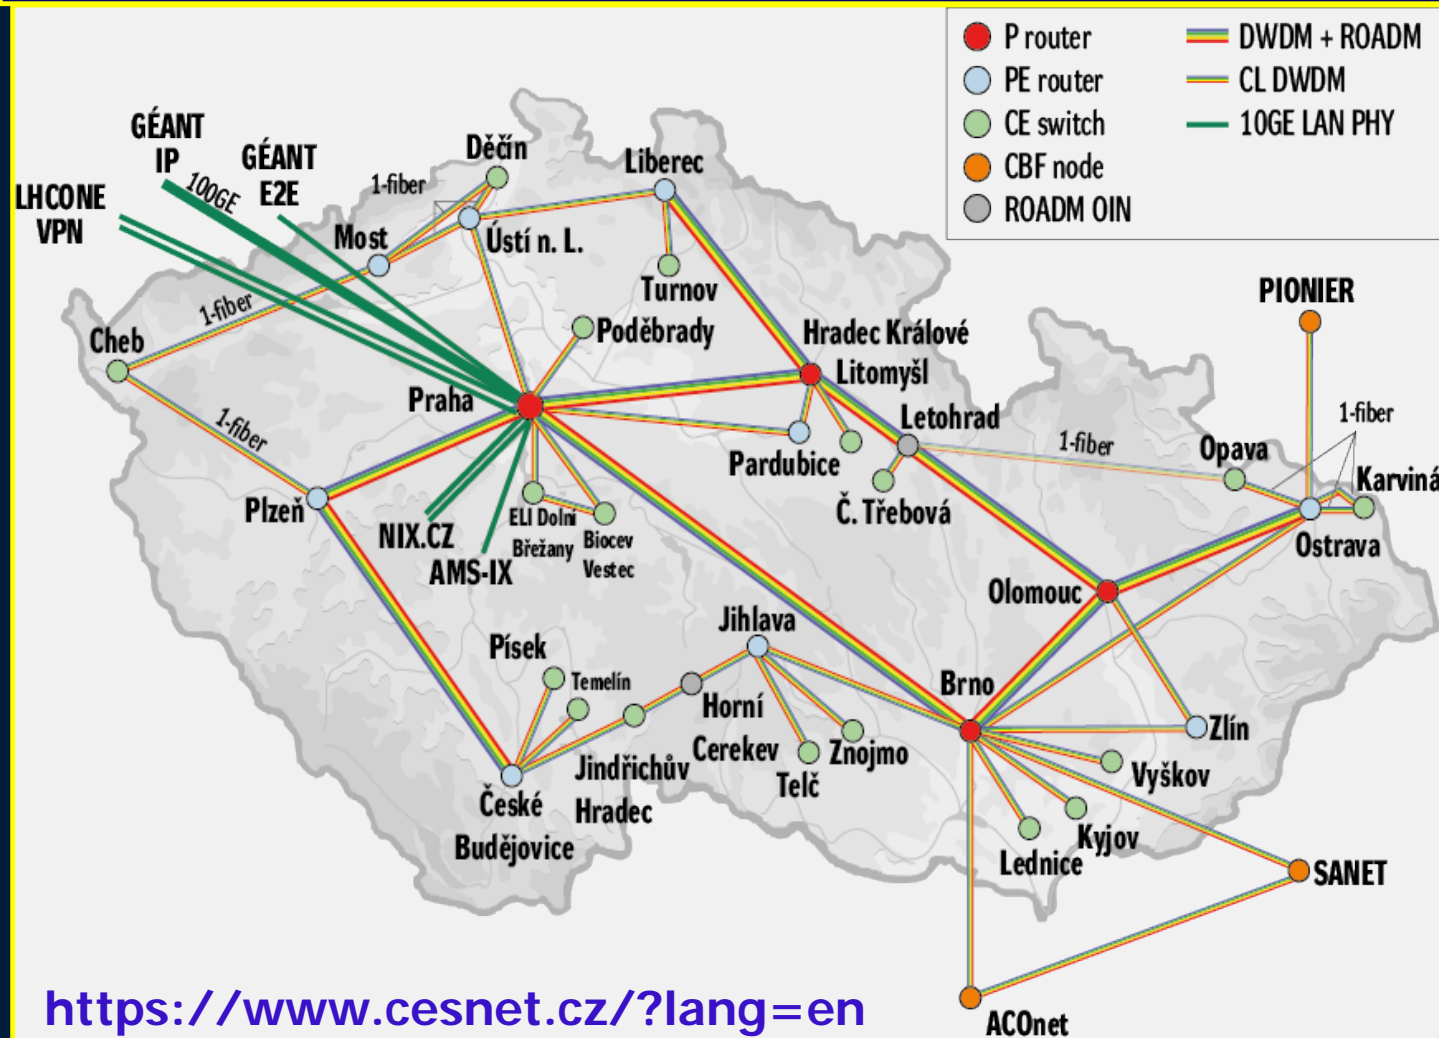 P router
PE router
CE switch
CBF node
ROADM OIN
DWDM + ROADM
CL DWDM
10GE LAN PHY
GÉANT
IP
100GE
GÉANT
E2E
LHCONE
VPN
Děčín
1-fiber
Liberec
Most
Ústí n. L.
Turnov
1-fiber
Cheb
Poděbrady
Hradec Králové
Litomyšl
PIONIER
Praha
Letohrad
1-fiber
1-fiber
1-fiber
Opava
Karviná
Pardubice
Plzeň
Č. Třebová
NIX.CZ
AMS-IX
ELI Dolní
Břežany
Biocev
Vestec
Ostrava
Olomouc
Jihlava
Písek
Temelín
Brno
Horní
Cerekev
Znojmo
Telč
Zlín
Vyškov
Jindřichův
Hradec
České
Budějovice
Kyjov
Lednice
SANET
ACOnet
https://www.cesnet.cz/?lang=en